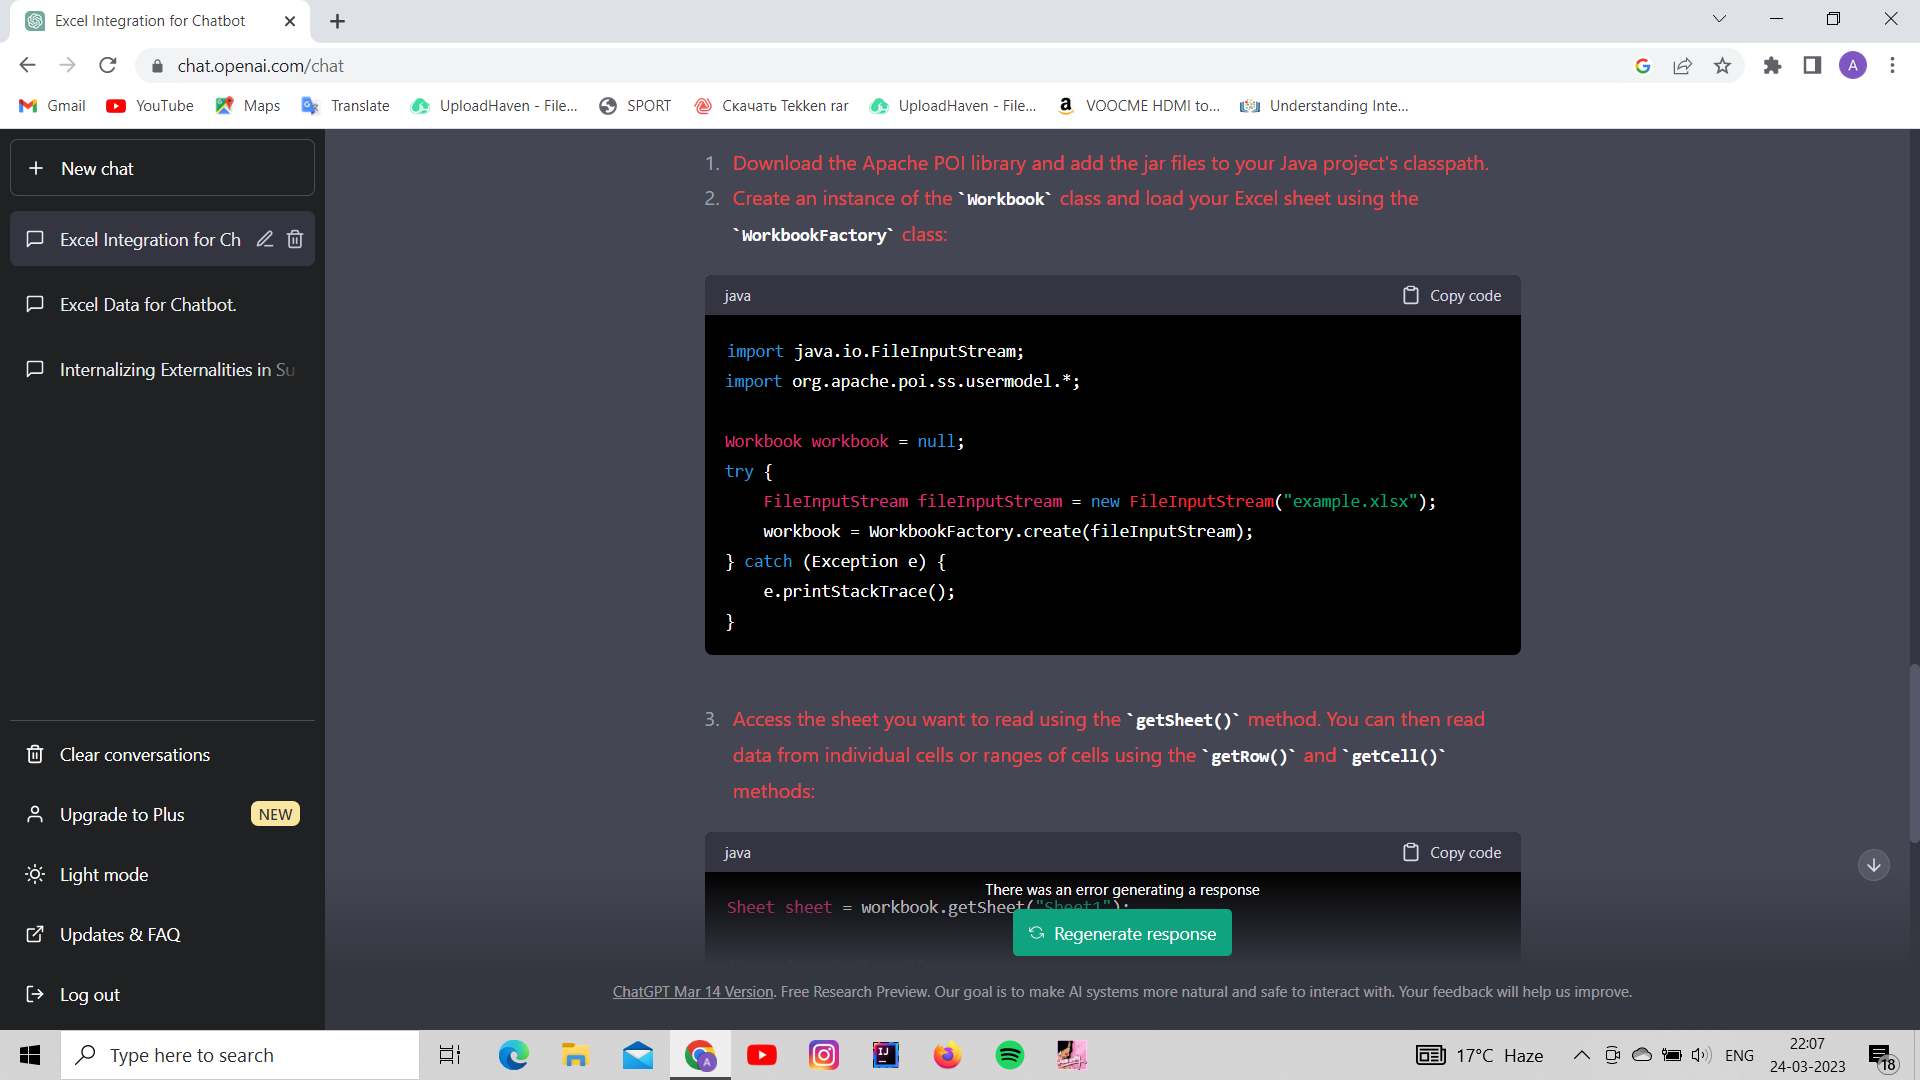 Excel Integration for Chatbot
chat.openai.com/chat
Gmail
YouTube
Maps
Translate
UploadHaven - File...
SPORT
Скачать Tekken rar
UploadHaven - File...
VOOCME HDMI to...
Understanding Inte...
A
New chat
Excel Integration for Ch
Excel Data for Chatbot.
Internalizing Externalities in Su
Clear conversations
Upgrade to Plus NEW
Light mode
Updates & FAQ
Log out
1. Download the Apache POI library and add the jar files to your Java project's classpath.
2. Create an instance of the `Workbook` class and load your Excel sheet using the
`WorkbookFactory` class:
java Copy code
import java.io.FileInputStream;
import org.apache.poi.ss.usermodel.*;
Workbook workbook = null;
try {
    FileInputStream fileInputStream = new FileInputStream("example.xlsx");
    workbook = WorkbookFactory.create(fileInputStream);
} catch (Exception e) {
    e.printStackTrace();
}
3. Access the sheet you want to read using the `getSheet()` method. You can then read
data from individual cells or ranges of cells using the `getRow()` and `getCell()`
methods:
java Copy code
There was an error generating a response
Sheet sheet = workbook.getSheet("Sheet1");
Regenerate response
ChatGPT Mar 14 Version. Free Research Preview. Our goal is to make AI systems more natural and safe to interact with. Your feedback will help us improve.
Type here to search
A
IJ
17°C Haze
ENG
22:07
24-03-2023
18